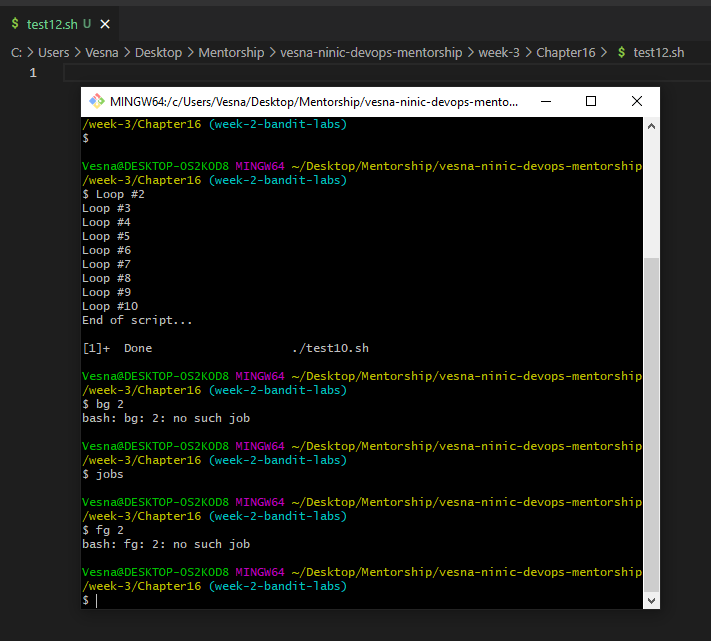 $ test12.sh U ×
C: > Users > Vesna > Desktop > Mentorship > vesna-ninic-devops-mentorship > week-3 > Chapter16 > $ test12.sh
1
MINGW64:/c/Users/Vesna/Desktop/Mentorship/vesna-ninic-devops-mento...
/week-3/Chapter16 (week-2-bandit-labs)
$
Vesna@DESKTOP-OS2KOD8 MINGW64 ~/Desktop/Mentorship/vesna-ninic-devops-mentorship
/week-3/Chapter16 (week-2-bandit-labs)
$ Loop #2
Loop #3
Loop #4
Loop #5
Loop #6
Loop #7
Loop #8
Loop #9
Loop #10
End of script...
[1]+  Done                    ./test10.sh
Vesna@DESKTOP-OS2KOD8 MINGW64 ~/Desktop/Mentorship/vesna-ninic-devops-mentorship
/week-3/Chapter16 (week-2-bandit-labs)
$ bg 2
bash: bg: 2: no such job
Vesna@DESKTOP-OS2KOD8 MINGW64 ~/Desktop/Mentorship/vesna-ninic-devops-mentorship
/week-3/Chapter16 (week-2-bandit-labs)
$ jobs
Vesna@DESKTOP-OS2KOD8 MINGW64 ~/Desktop/Mentorship/vesna-ninic-devops-mentorship
/week-3/Chapter16 (week-2-bandit-labs)
$ fg 2
bash: fg: 2: no such job
Vesna@DESKTOP-OS2KOD8 MINGW64 ~/Desktop/Mentorship/vesna-ninic-devops-mentorship
/week-3/Chapter16 (week-2-bandit-labs)
$